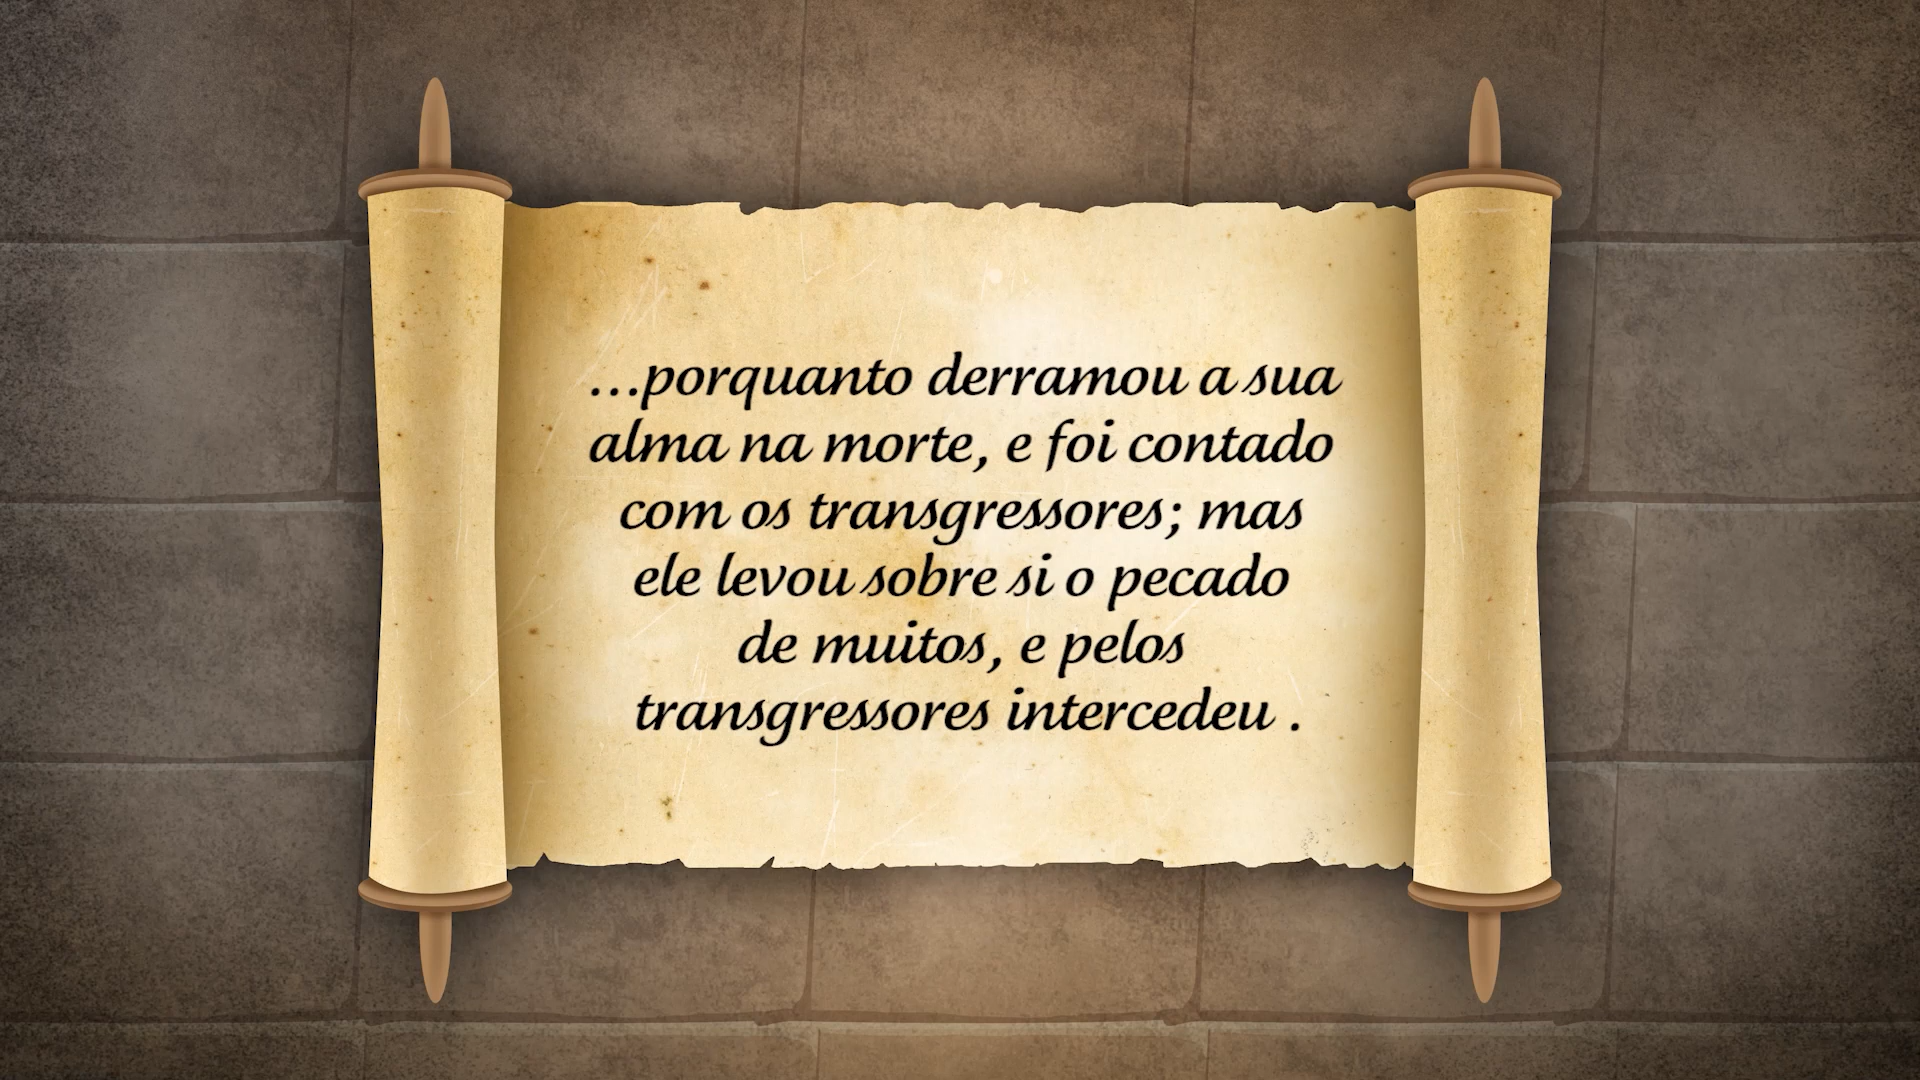 ...porquanto derramou a sua
alma na morte, e foi contado
com os transgressores; mas
ele levou sobre si o pecado
de muitos, e pelos
transgressores intercedeu .